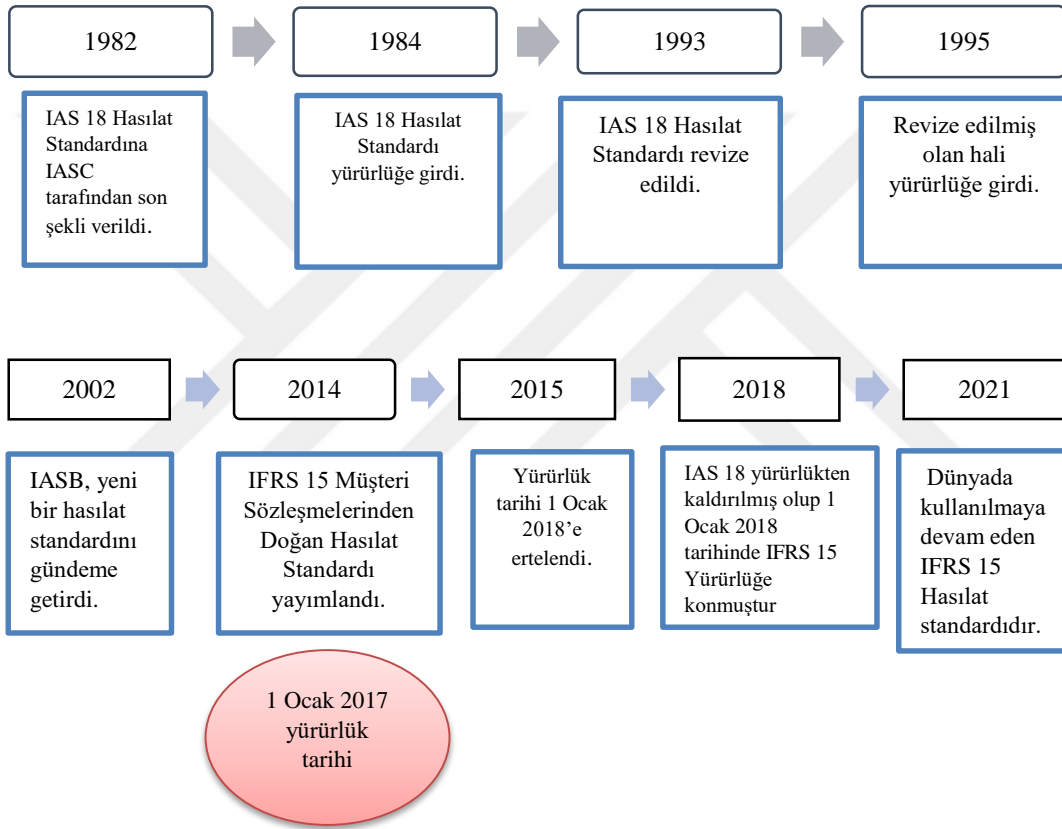 1982
1984
1993
1995
IAS 18 Hasılat
Standardına
IASC
tarafından son
şekli verildi.
IAS 18 Hasılat
Standardı
yürürlüğe girdi.
IAS 18 Hasılat
Standardı revize
edildi.
Revize edilmiş
olan hali
yürürlüğe girdi.
2002
2014
2015
2018
2021
IASB, yeni
bir hasılat
standardını
gündeme
getirdi.
IFRS 15 Müşteri
Sözleşmelerinden
Doğan Hasılat
Standardı
yayımlandı.
Yürürlük
tarihi 1 Ocak
2018’e
ertelendi.
IAS 18 yürürlükten
kaldırılmış olup 1
Ocak 2018
tarihinde IFRS 15
Yürürlüğe
konmuştur
Dünyada
kullanılmaya
devam eden
IFRS 15
Hasılat
standardıdır.
1 Ocak 2017
yürürlük
tarihi